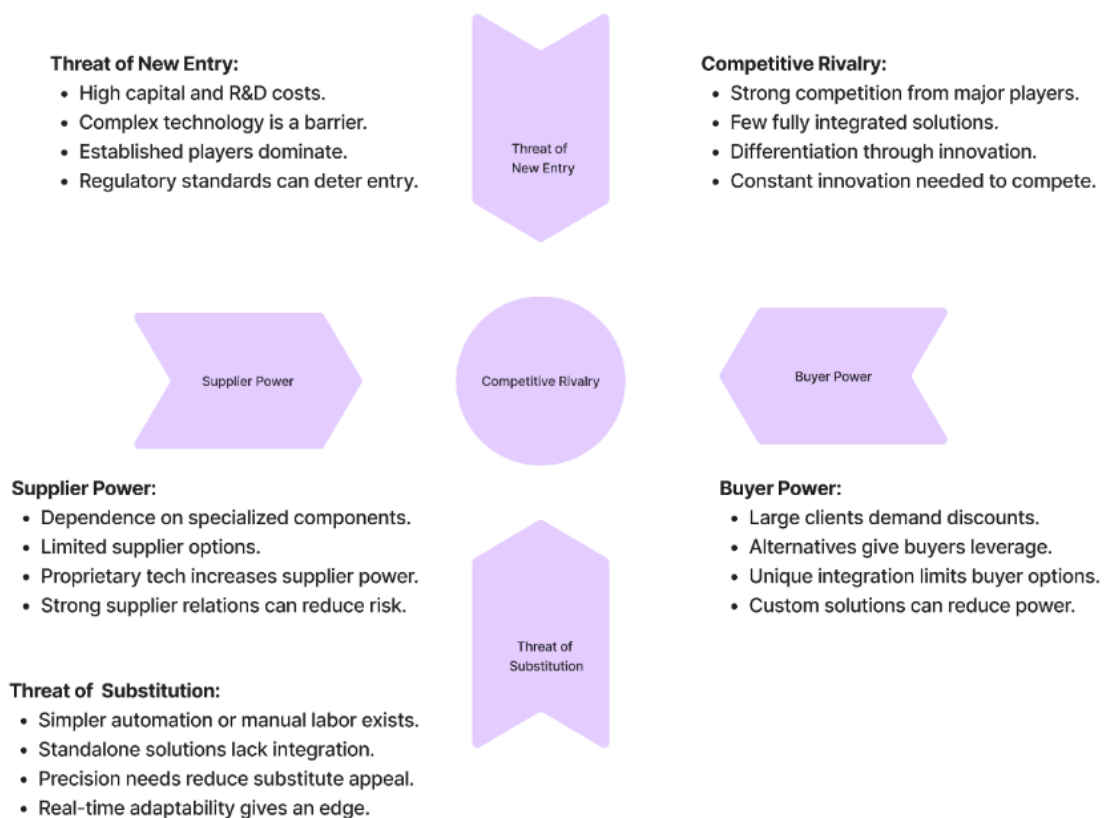 Threat of New Entry:
• High capital and R&D costs.
• Complex technology is a barrier.
• Established players dominate.
• Regulatory standards can deter entry.
Threat of
New Entry
Competitive Rivalry:
• Strong competition from major players.
• Few fully integrated solutions.
• Differentiation through innovation.
• Constant innovation needed to compete.
Supplier Power
Competitive Rivalry
Buyer Power
Supplier Power:
• Dependence on specialized components.
• Limited supplier options.
• Proprietary tech increases supplier power.
• Strong supplier relations can reduce risk.
Buyer Power:
• Large clients demand discounts.
• Alternatives give buyers leverage.
• Unique integration limits buyer options.
• Custom solutions can reduce power.
Threat of
Substitution
Threat of  Substitution:
• Simpler automation or manual labor exists.
• Standalone solutions lack integration.
• Precision needs reduce substitute appeal.
• Real-time adaptability gives an edge.